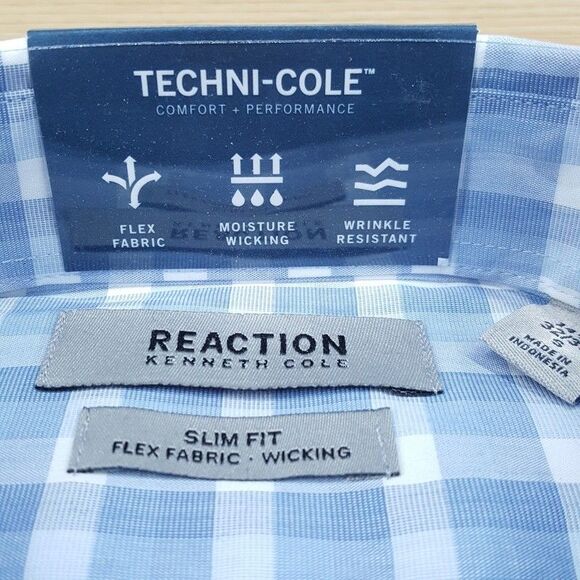 TECHNI-COLE™
COMFORT + PERFORMANCE
FLEX
FABRIC
MOISTURE
WICKING
WRINKLE
RESISTANT
REACTION
REACTION
KENNETH COLE
S
MADE IN
INDONESIA
SLIM FIT
FLEX FABRIC · WICKING